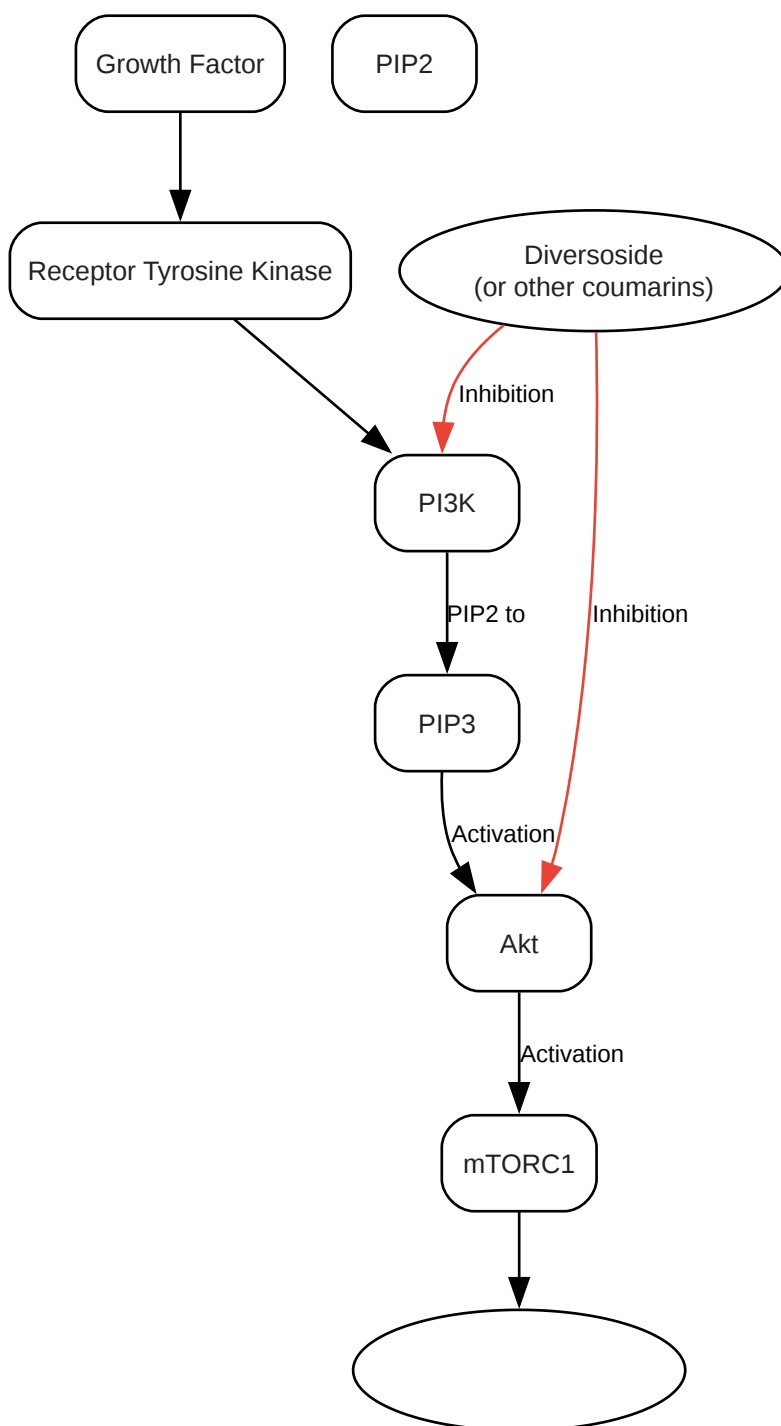 Growth Factor
PIP2
Receptor Tyrosine Kinase
Diversoside
(or other coumarins)
Inhibition
PI3K
PIP2 to
Inhibition
PIP3
Activation
Akt
Activation
mTORC1